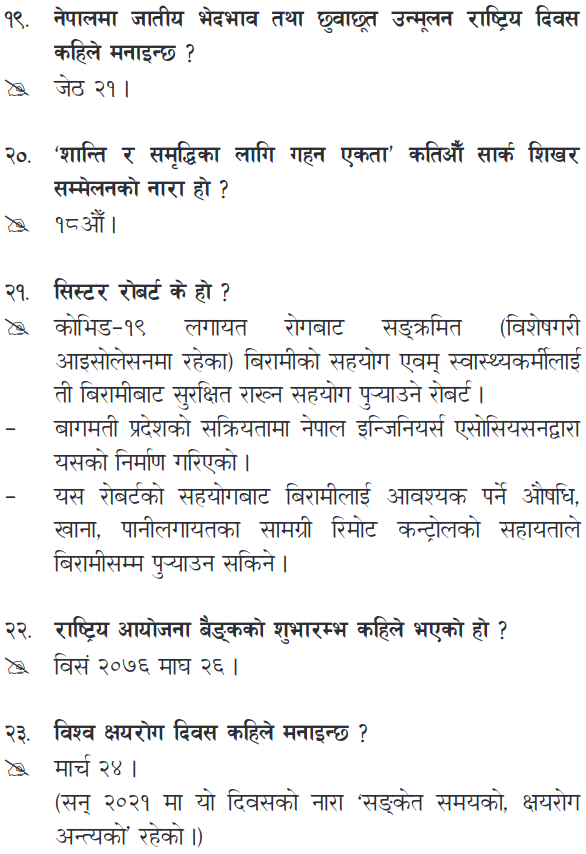 १९. नेपालमा जातीय भेदभाव तथा छुवाछूत उन्मूलन राष्ट्रिय दिवस
कहिले मनाइन्छ ?
जेठ २१ ।
२०. ‘शान्ति र समृद्धिका लागि गहन एकता’ कतिऔँ सार्क शिखर
सम्मेलनको नारा हो ?
१८औँ ।
२१. सिस्टर रोबर्ट के हो ?
कोभिड-१९ लगायत रोगबाट सङ्क्रमित (विशेषगरी
आइसोलेसनमा रहेका) बिरामीको सहयोग एवम् स्वास्थ्यकर्मीलाई
ती बिरामीबाट सुरक्षित राख्न सहयोग पुऱ्याउने रोबर्ट ।
- बागमती प्रदेशको सक्रियतामा नेपाल इन्जिनियर्स एसोसियसनद्वारा
यसको निर्माण गरिएको ।
- यस रोबर्टको सहयोगबाट बिरामीलाई आवश्यक पर्ने औषधि,
खाना, पानीलगायतका सामग्री रिमोट कन्ट्रोलको सहायताले
बिरामीसम्म पुऱ्याउन सकिने ।
२२. राष्ट्रिय आयोजना बैङ्कको शुभारम्भ कहिले भएको हो ?
विसं २०७६ माघ २६ ।
२३. विश्व क्षयरोग दिवस कहिले मनाइन्छ ?
मार्च २४ ।
(सन् २०२१ मा यो दिवसको नारा ‘सङ्केत समयको, क्षयरोग
अन्त्यको’ रहेको ।)